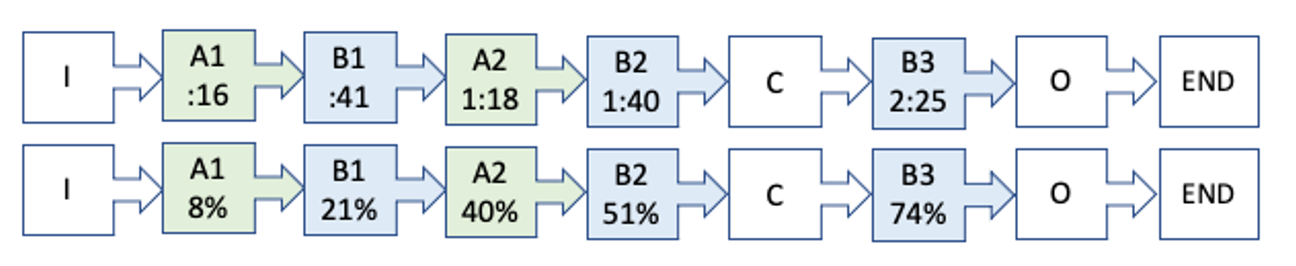 I
A1
:16
B1
:41
A2
1:18
B2
1:40
C
B3
2:25
O
END
I
A1
8%
B1
21%
A2
40%
B2
51%
C
B3
74%
O
END